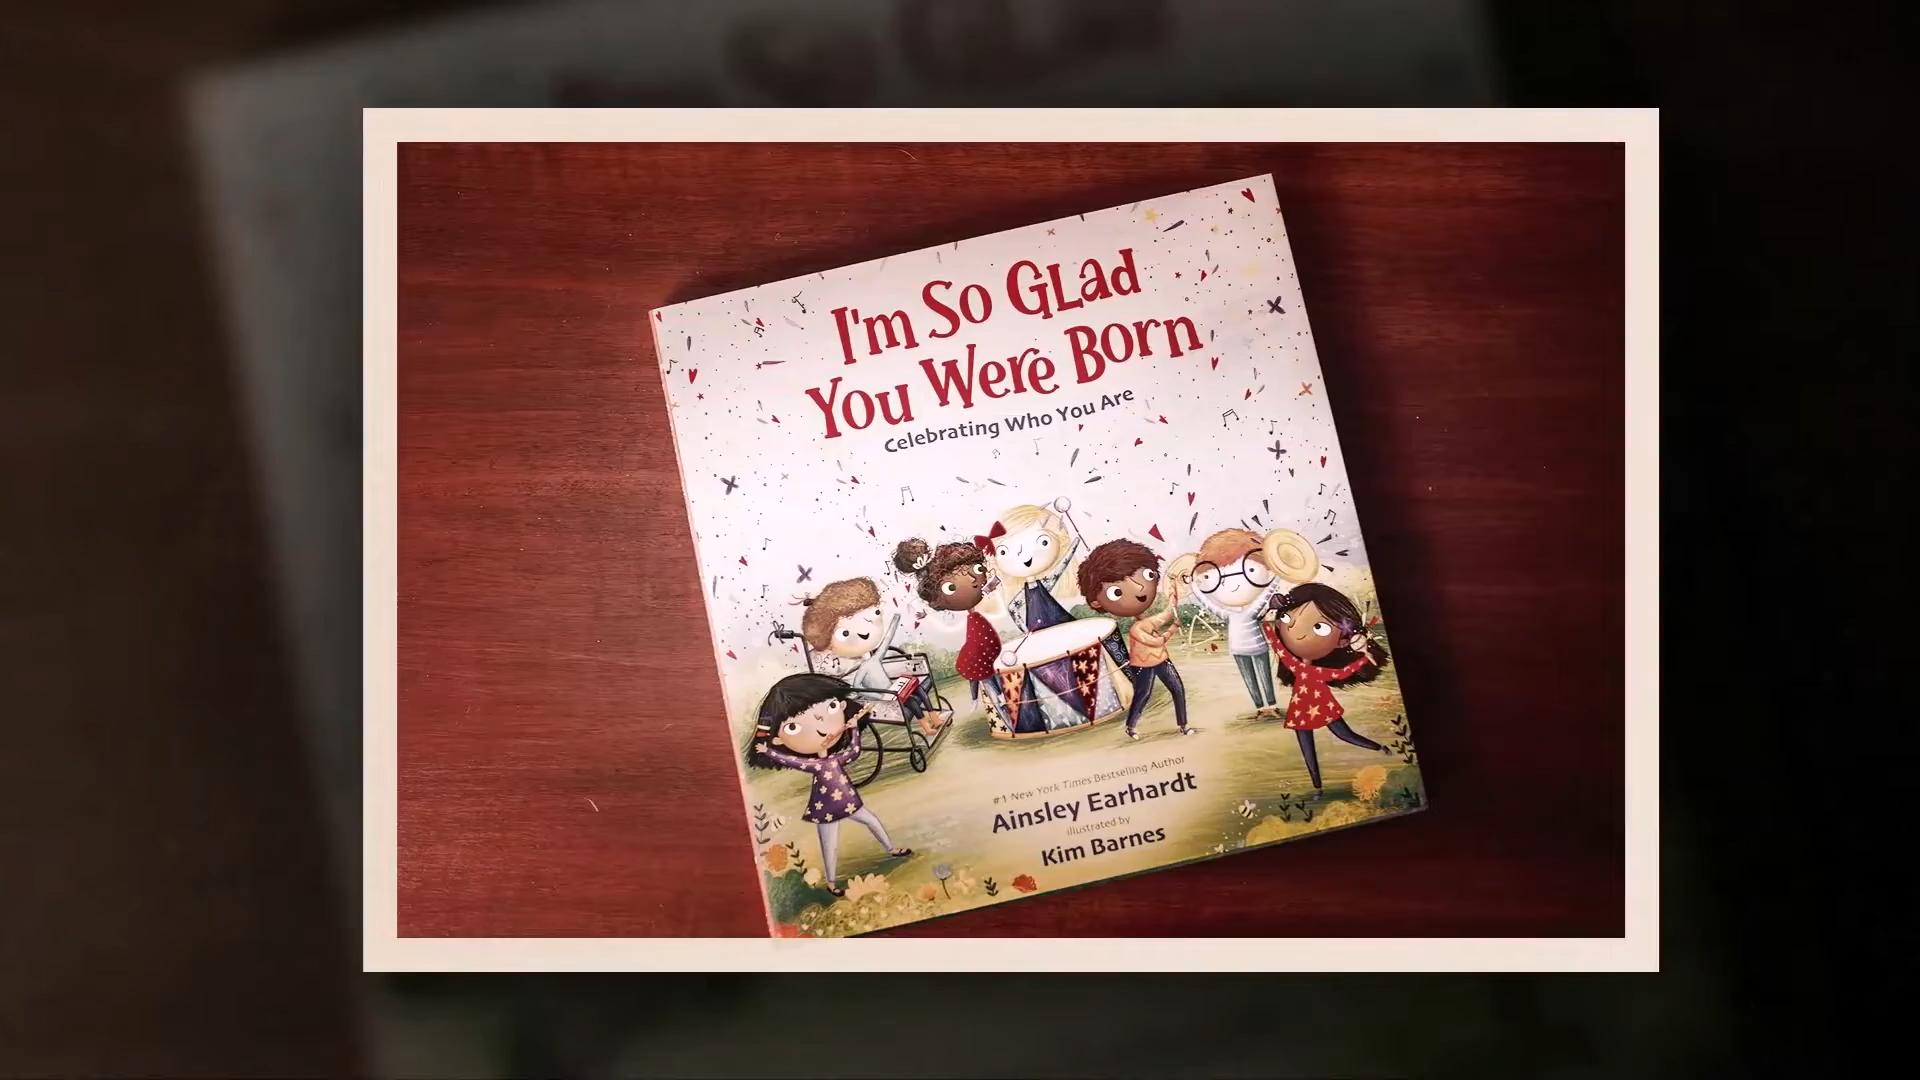 I'm So GLad
You Were Born
Celebrating Who You Are
#1 New York Times Bestselling Author
Ainsley Earhardt
illustrated by
Kim Barnes